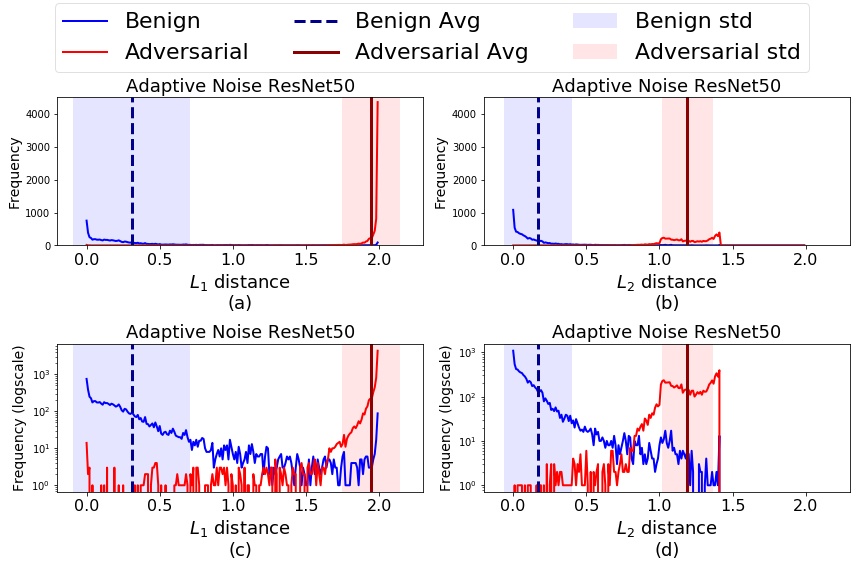 Benign Benign Avg Benign std
Adversarial Adversarial Avg Adversarial std
Adaptive Noise ResNet50 Adaptive Noise ResNet50
4000 4000
3000 3000
2000 2000
1000 1000
0 0
Frequency Frequency
0.0 0.5 1.0 1.5 2.0 0.0 0.5 1.0 1.5 2.0
L₁ distance L₂ distance
(a) (b)
Adaptive Noise ResNet50 Adaptive Noise ResNet50
10³ 10³
10² 10²
10¹ 10¹
10⁰ 10⁰
Frequency (logscale) Frequency (logscale)
0.0 0.5 1.0 1.5 2.0 0.0 0.5 1.0 1.5 2.0
L₁ distance L₂ distance
(c) (d)